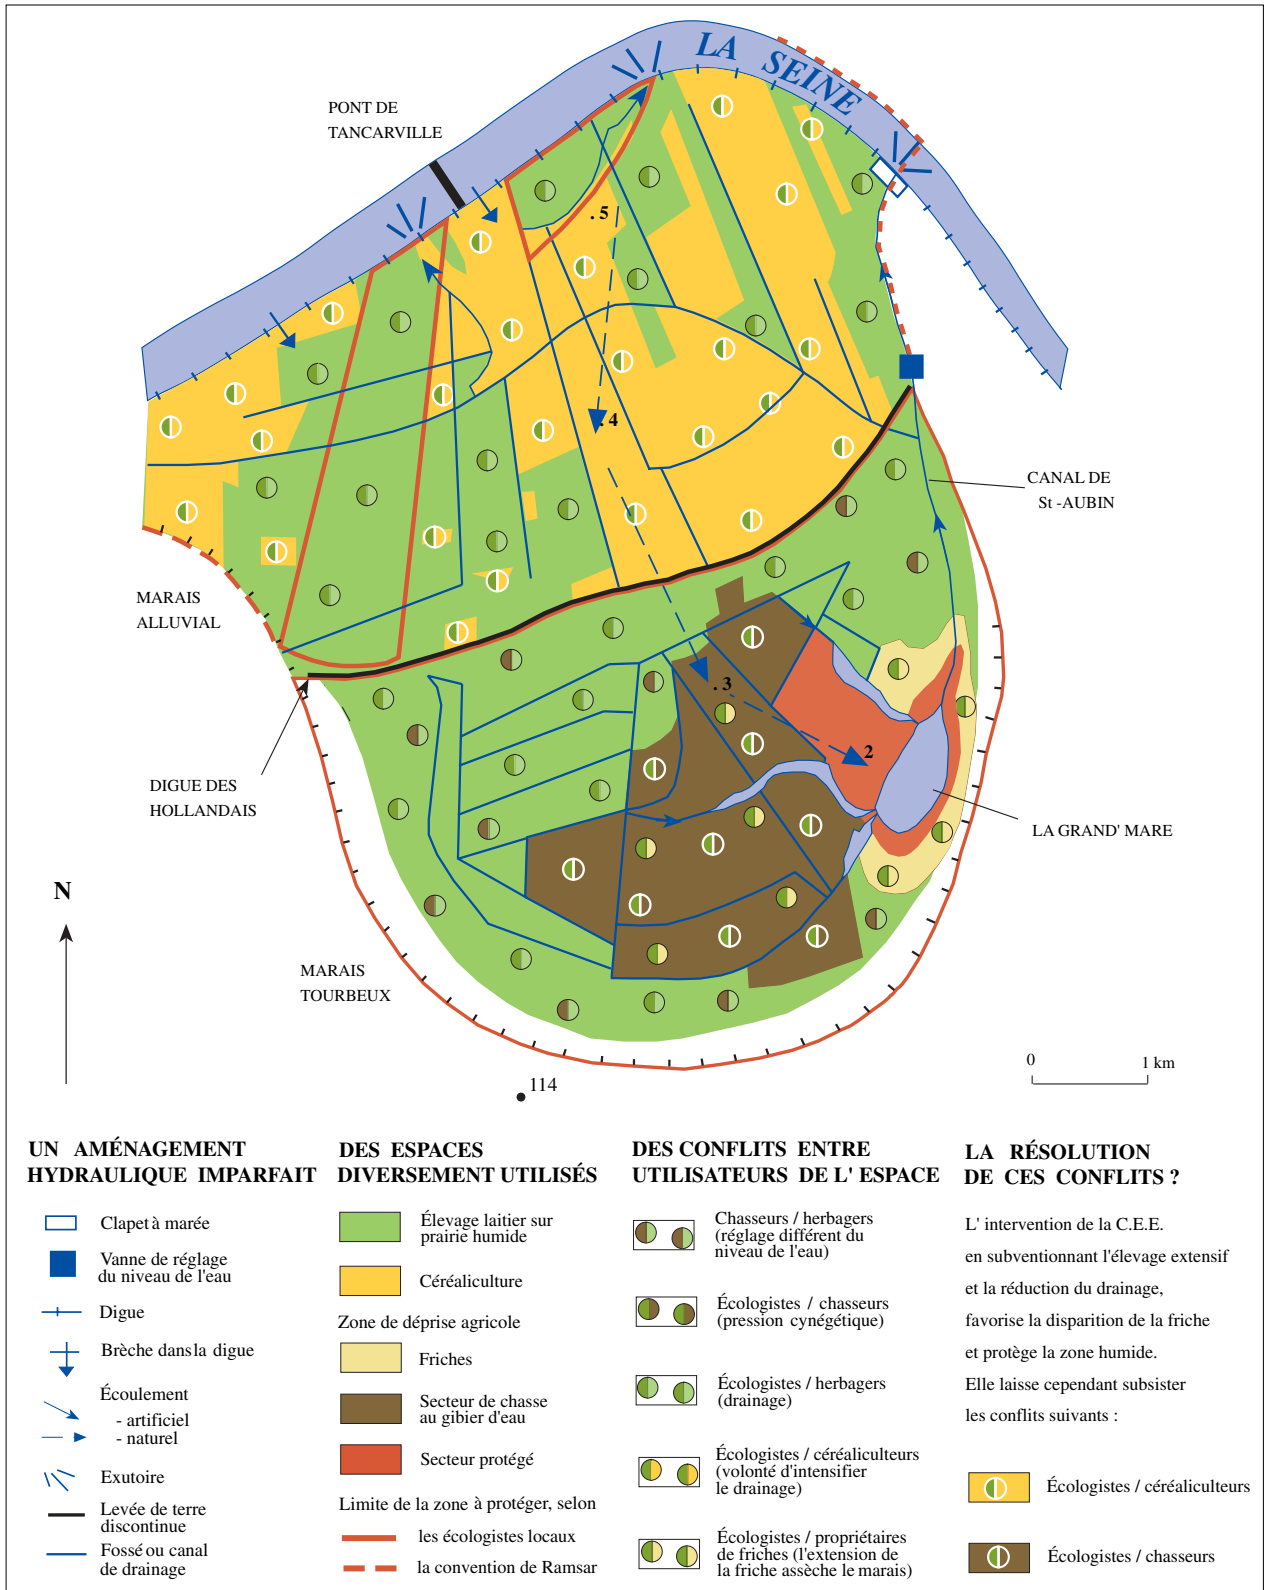 LA SEINE
PONT DE
TANCARVILLE
. 5
. 4
CANAL DE
St -AUBIN
MARAIS
ALLUVIAL
. 3
2
DIGUE DES
HOLLANDAIS
LA GRAND' MARE
N
MARAIS
TOURBEUX
0 1 km
114
UN AMÉNAGEMENT
HYDRAULIQUE IMPARFAIT
Clapet à marée
Vanne de réglage
du niveau de l'eau
Digue
Brèche dans la digue
Écoulement
- artificiel
- naturel
Exutoire
Levée de terre
discontinue
Fossé ou canal
de drainage
DES ESPACES
DIVERSEMENT UTILISÉS
Élevage laitier sur
prairie humide
Céréaliculture
Zone de déprise agricole
Friches
Secteur de chasse
au gibier d'eau
Secteur protégé
Limite de la zone à protéger, selon
les écologistes locaux
la convention de Ramsar
DES CONFLITS ENTRE
UTILISATEURS DE L' ESPACE
Chasseurs / herbagers
(réglage différent du
niveau de l'eau)
Écologistes / chasseurs
(pression cynégétique)
Écologistes / herbagers
(drainage)
Écologistes / céréaliculteurs
(volonté d'intensifier
le drainage)
Écologistes / propriétaires
de friches (l'extension de
la friche assèche le marais)
LA RÉSOLUTION
DE CES CONFLITS ?
L' intervention de la C.E.E.
en subventionnant l'élevage extensif
et la réduction du drainage,
favorise la disparition de la friche
et protège la zone humide.
Elle laisse cependant subsister
les conflits suivants :
Écologistes / céréaliculteurs
Écologistes / chasseurs